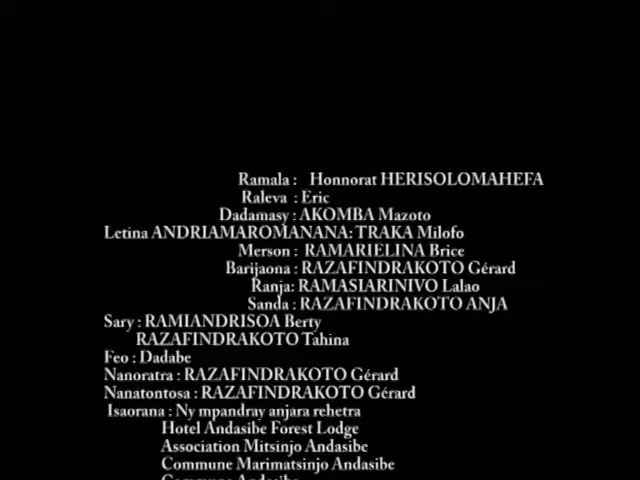 Ramala : Honnorat HERISOLOMAHEFA
Raleva : Eric
Dadamasy : AKOMBA Mazoto
Letina ANDRIAMAROMANANA: TRAKA Milofo
Merson : RAMARIELINA Brice
Barijaona : RAZAFINDRAKOTO Gérard
Ranja: RAMASIARINIVO Lalao
Sanda : RAZAFINDRAKOTO ANJA
Sary : RAMIANDRISOA Berty
RAZAFINDRAKOTO Tahina
Feo : Dadabe
Nanoratra : RAZAFINDRAKOTO Gérard
Nanatontosa : RAZAFINDRAKOTO Gérard
Isaorana : Ny mpandray anjara rehetra
Hotel Andasibe Forest Lodge
Association Mitsinjo Andasibe
Commune Marimatsinjo Andasibe